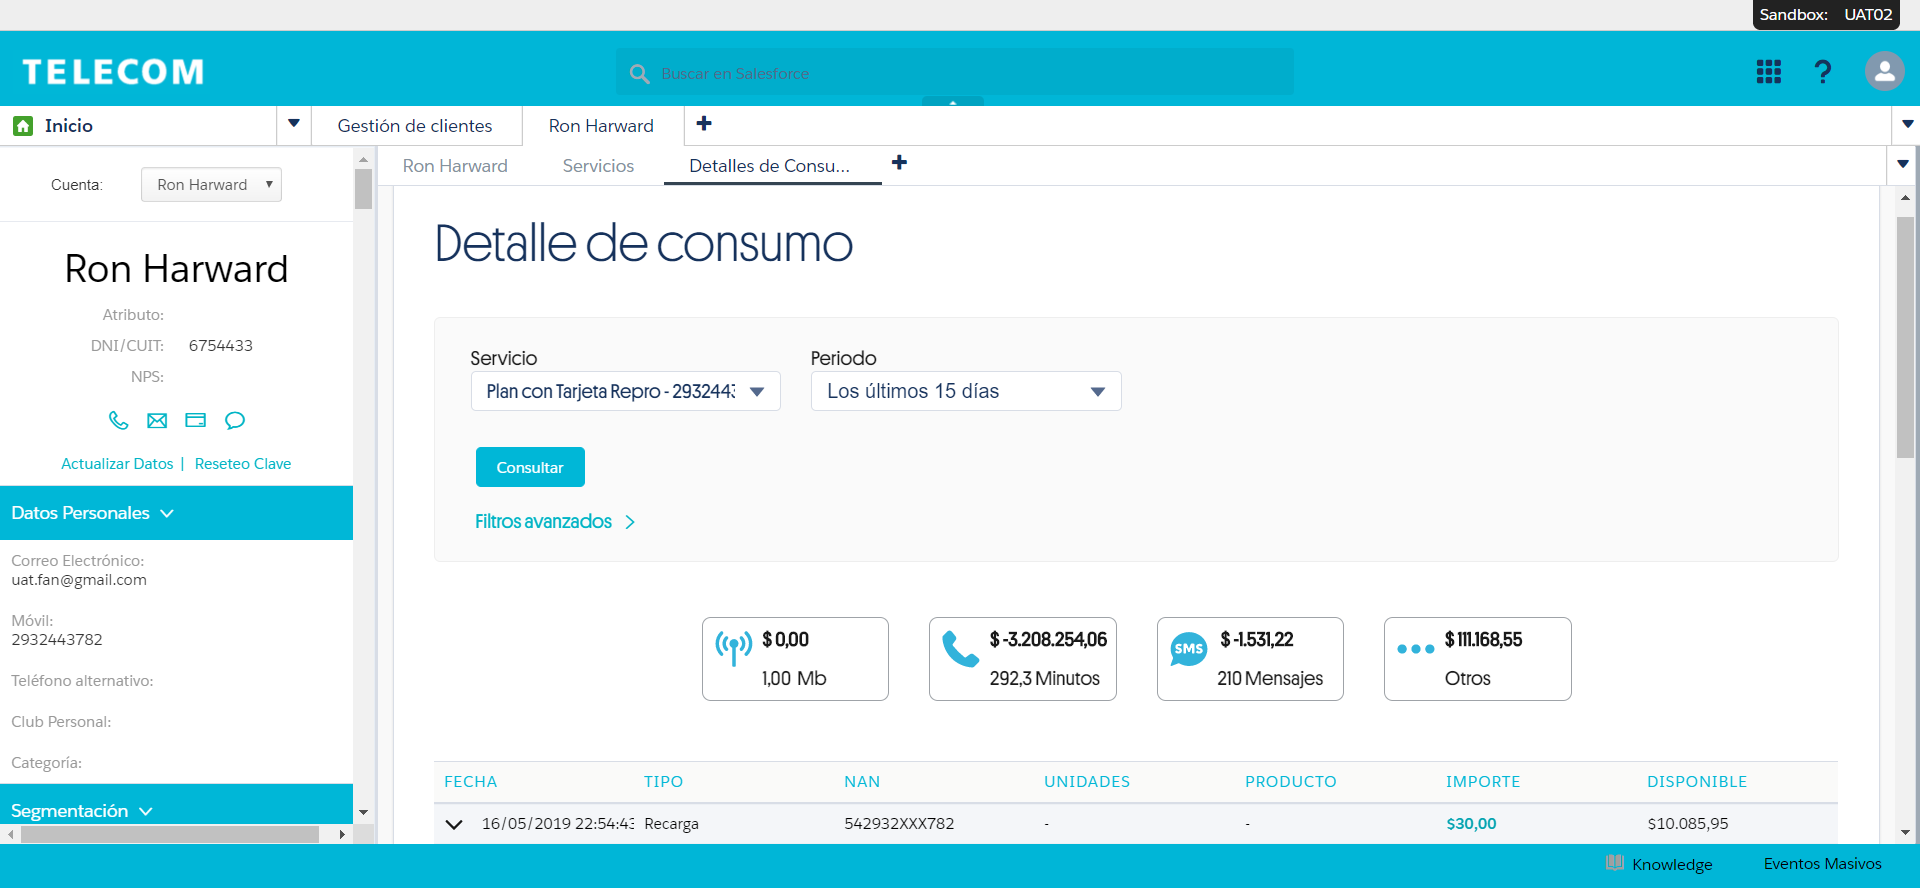 Sandbox: UAT02
TELECOM
Buscar en Salesforce
Inicio
Gestión de clientes
Ron Harward
Cuenta:
Ron Harward
Ron Harward
Servicios
Detalles de Consu...
Ron Harward
Atributo:
DNI/CUIT: 6754433
NPS:
Actualizar Datos | Reseteo Clave
Datos Personales
Correo Electrónico:
uat.fan@gmail.com
Móvil:
2932443782
Teléfono alternativo:
Club Personal:
Categoría:
Segmentación
Detalle de consumo
Servicio
Periodo
Plan con Tarjeta Repro - 2932443
Los últimos 15 días
Consultar
Filtros avanzados
$ 0,00
1,00 Mb
$ -3.208.254,06
292,3 Minutos
SMS
$ -1.531,22
210 Mensajes
$ 111.168,55
Otros
FECHA TIPO NAN UNIDADES PRODUCTO IMPORTE DISPONIBLE
16/05/2019 22:54:43 Recarga 542932XXX782 - - $30,00 $10.085,95
Knowledge
Eventos Masivos